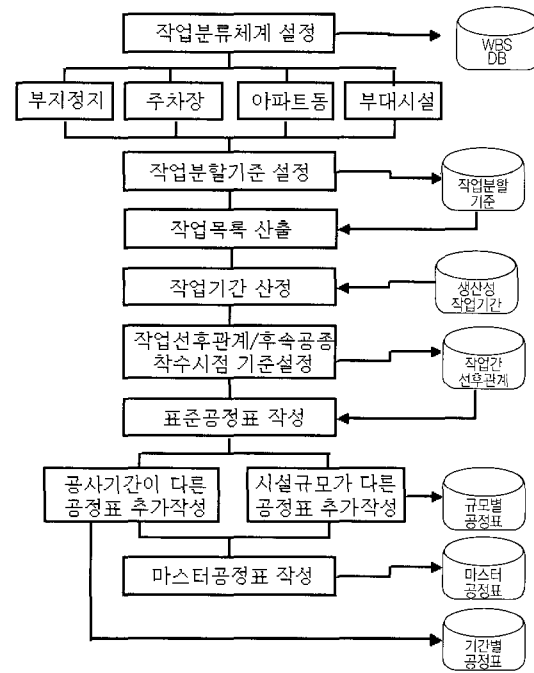 작업분류체계 설정
WBS
DB
부지정지
주차장
아파트동
부대시설
작업분할기준 설정
작업분할
기준
작업목록 산출
작업기간 산정
생산성
작업기간
작업선후관계/후속공종
착수시점 기준설정
작업간
선후관계
표준공정표 작성
공사기간이 다른
공정표 추가작성
시설규모가 다른
공정표 추가작성
규모별
공정표
마스터공정표 작성
마스터
공정표
기간별
공정표